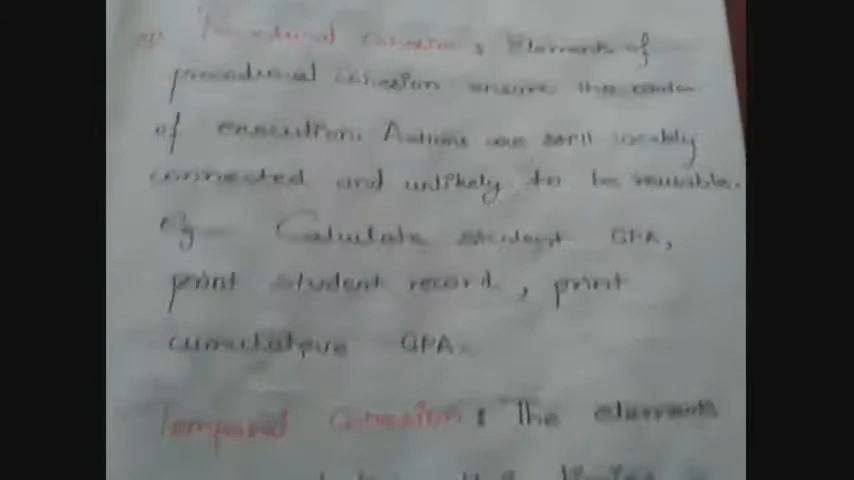 Procedural cohesion : Elements of
procedural cohesion ensure the order
of execution. Actions are still weakly
connected and unlikely to be reusable.
Eg- Calculate student GPA,
print student record, print
cumulative GPA.
Temporal cohesion : The elements